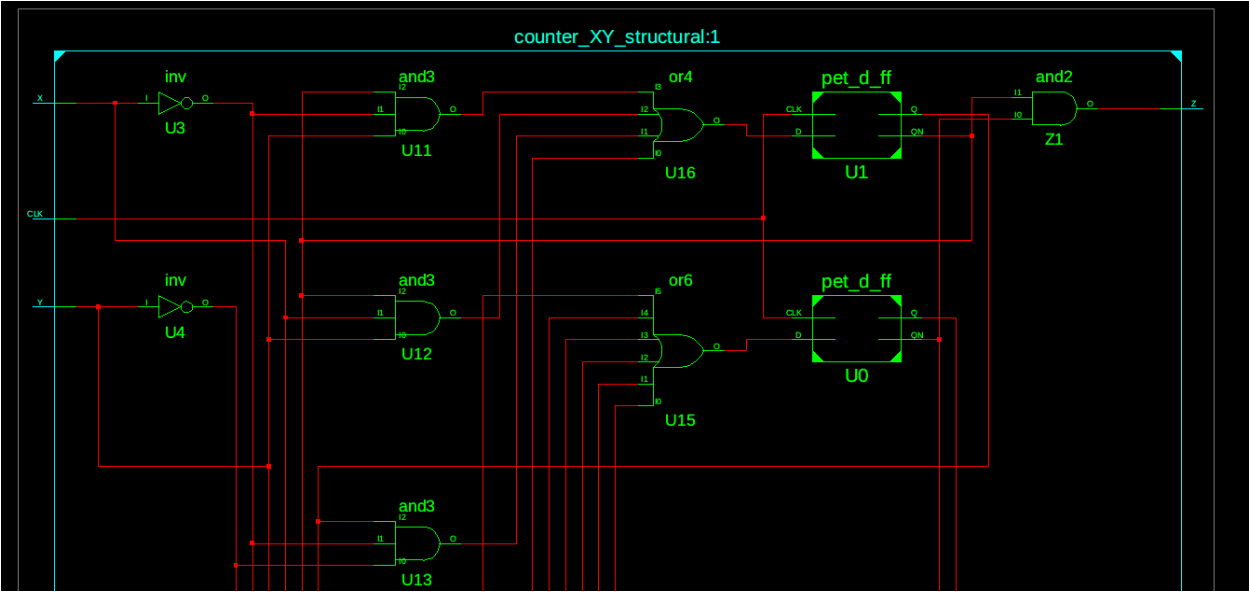 counter_XY_structural:1
inv
and3
or4
pet_d_ff
and2
X
I
O
I2
I1
I0
O
I3
I2
I1
I0
O
CLK
D
Q
QN
I1
I0
O
Z
U3
U11
U16
U1
Z1
CLK
inv
and3
or6
pet_d_ff
Y
I
O
I2
I1
I0
O
I5
I4
I3
I2
I1
I0
O
CLK
D
Q
QN
U4
U12
U15
U0
and3
I2
I1
I0
O
U13